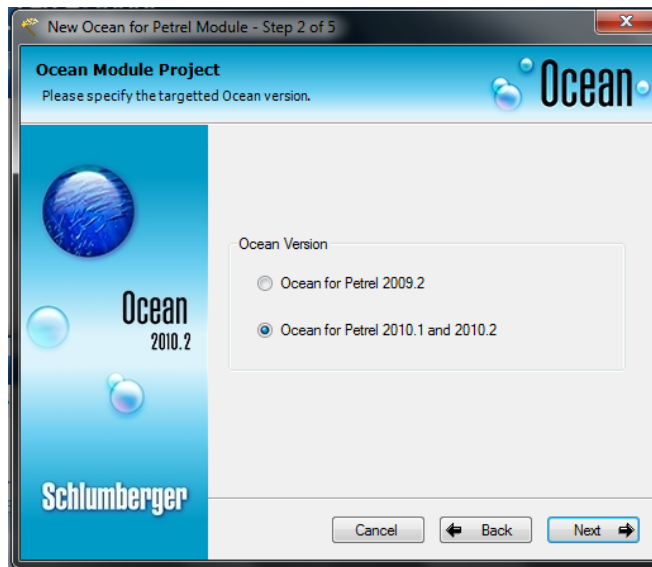 New Ocean for Petrel Module - Step 2 of 5
Ocean Module Project
Please specify the targetted Ocean version.
Ocean
Ocean Version
Ocean for Petrel 2009.2
Ocean for Petrel 2010.1 and 2010.2
Ocean
2010.2
Schlumberger
Cancel
Back
Next